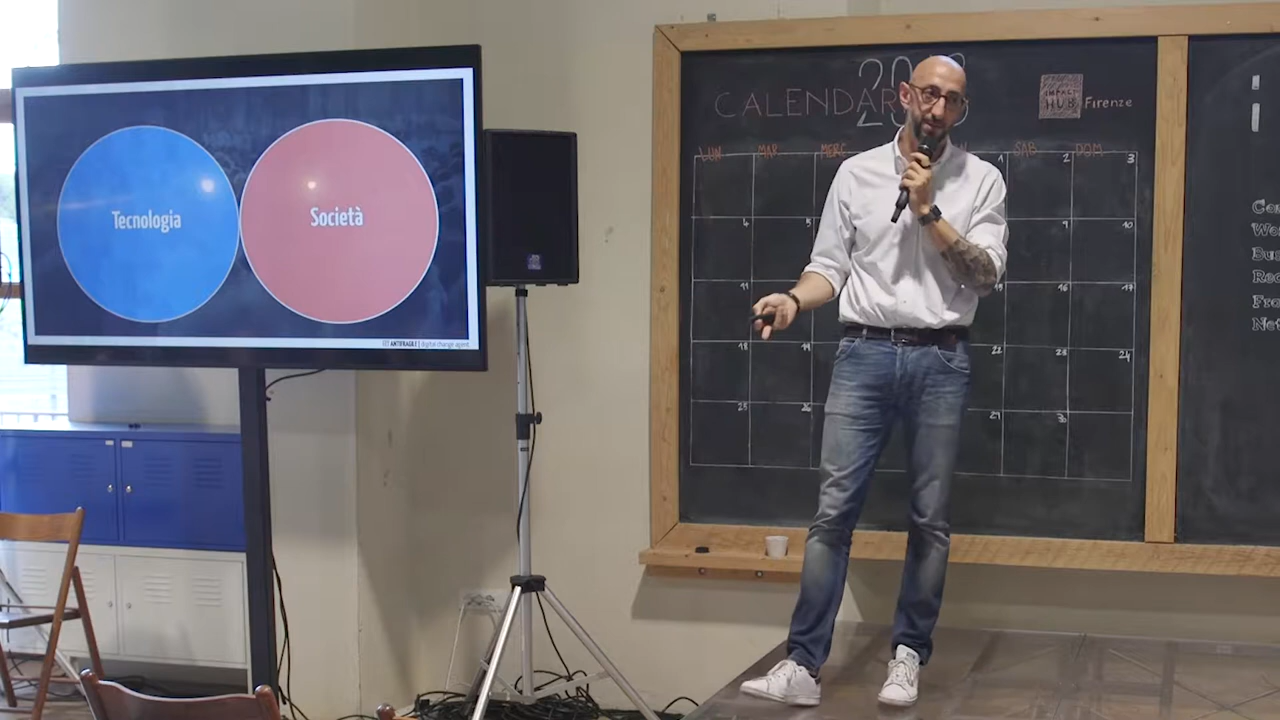 Tecnologia
Società
ANTIFRAGILE | digital change agent
IMPACT
HUB
Firenze
LUN MAR MERC SAB DOM
1 2 3
4 5 9 10
11 16 17
18 19 22 23 24
25 26 29 30